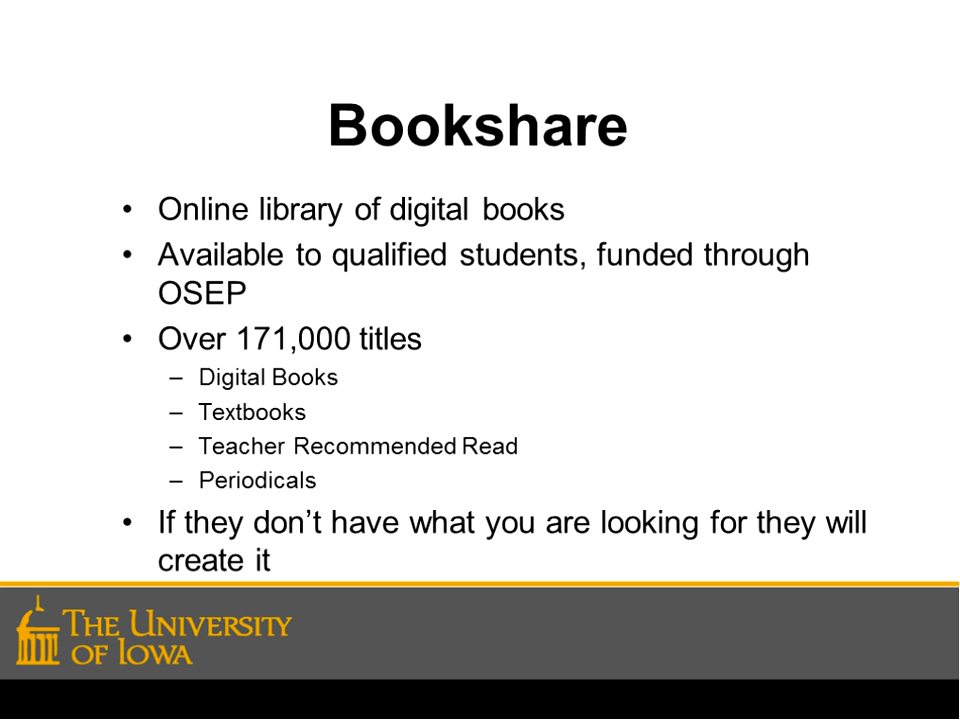 Bookshare
• Online library of digital books
• Available to qualified students, funded through
OSEP
• Over 171,000 titles
– Digital Books
– Textbooks
– Teacher Recommended Read
– Periodicals
• If they don’t have what you are looking for they will
create it
THE UNIVERSITY
OF IOWA